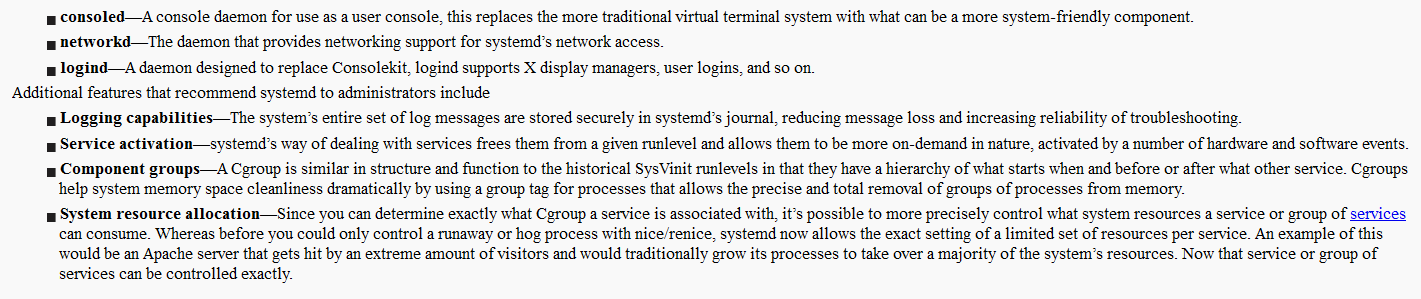 ■ consoled—A console daemon for use as a user console, this replaces the more traditional virtual terminal system with what can be a more system-friendly component.
■ networkd—The daemon that provides networking support for systemd’s network access.
■ logind—A daemon designed to replace Consolekit, logind supports X display managers, user logins, and so on.
Additional features that recommend systemd to administrators include
■ Logging capabilities—The system’s entire set of log messages are stored securely in systemd’s journal, reducing message loss and increasing reliability of troubleshooting.
■ Service activation—systemd’s way of dealing with services frees them from a given runlevel and allows them to be more on-demand in nature, activated by a number of hardware and software events.
■ Component groups—A Cgroup is similar in structure and function to the historical SysVinit runlevels in that they have a hierarchy of what starts when and before or after what other service. Cgroups
help system memory space cleanliness dramatically by using a group tag for processes that allows the precise and total removal of groups of processes from memory.
■ System resource allocation—Since you can determine exactly what Cgroup a service is associated with, it’s possible to more precisely control what system resources a service or group of services
can consume. Whereas before you could only control a runaway or hog process with nice/renice, systemd now allows the exact setting of a limited set of resources per service. An example of this
would be an Apache server that gets hit by an extreme amount of visitors and would traditionally grow its processes to take over a majority of the system’s resources. Now that service or group of
services can be controlled exactly.